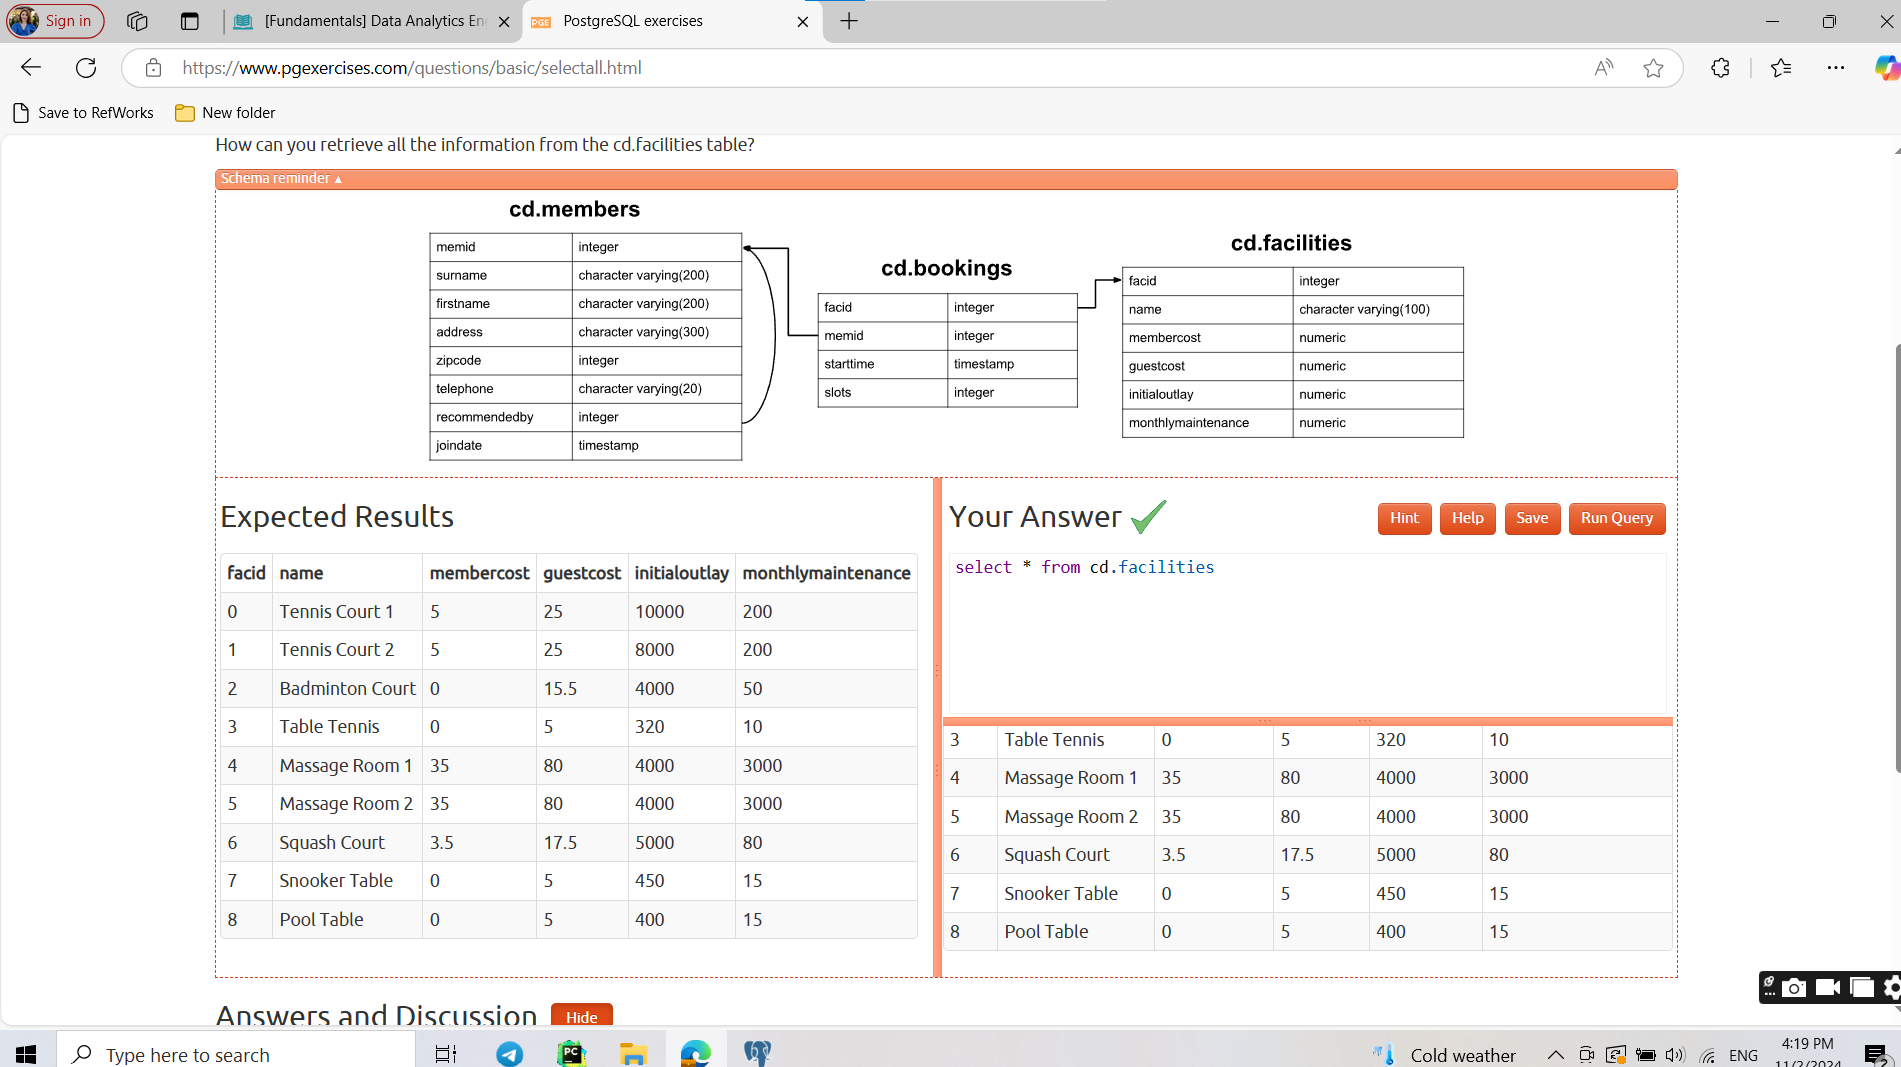 Sign in
[Fundamentals] Data Analytics En
PGE PostgreSQL exercises
https://www.pgexercises.com/questions/basic/selectall.html
Save to RefWorks New folder
How can you retrieve all the information from the cd.facilities table?
Schema reminder ▲
cd.members
memid integer
surname character varying(200)
firstname character varying(200)
address character varying(300)
zipcode integer
telephone character varying(20)
recommendedby integer
joindate timestamp
cd.bookings
facid integer
memid integer
starttime timestamp
slots integer
cd.facilities
facid integer
name character varying(100)
membercost numeric
guestcost numeric
initialoutlay numeric
monthlymaintenance numeric
Expected Results
facid name membercost guestcost initialoutlay monthlymaintenance
0 Tennis Court 1 5 25 10000 200
1 Tennis Court 2 5 25 8000 200
2 Badminton Court 0 15.5 4000 50
3 Table Tennis 0 5 320 10
4 Massage Room 1 35 80 4000 3000
5 Massage Room 2 35 80 4000 3000
6 Squash Court 3.5 17.5 5000 80
7 Snooker Table 0 5 450 15
8 Pool Table 0 5 400 15
Your Answer
Hint Help Save Run Query
select * from cd.facilities
3 Table Tennis 0 5 320 10
4 Massage Room 1 35 80 4000 3000
5 Massage Room 2 35 80 4000 3000
6 Squash Court 3.5 17.5 5000 80
7 Snooker Table 0 5 450 15
8 Pool Table 0 5 400 15
Answers and Discussion Hide
Type here to search
PC
Cold weather
ENG
4:19 PM
11/2/2024
2